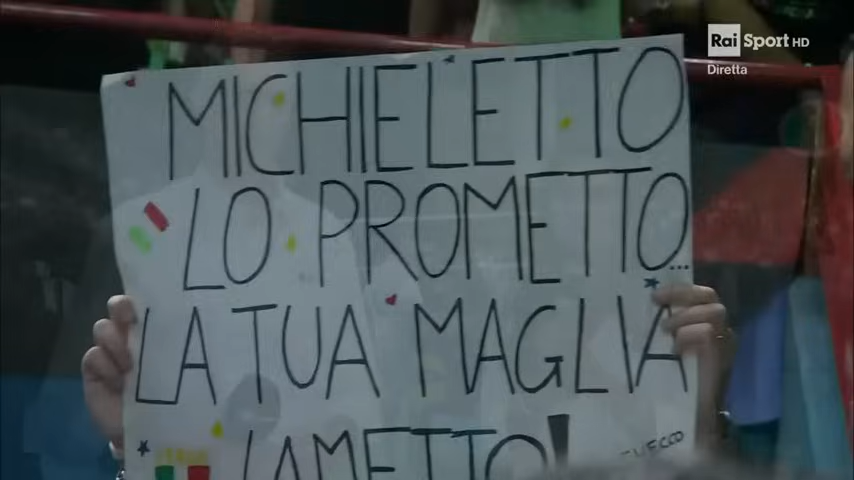 Rai Sport HD
Diretta
MICHIELETTO
LO PROMETTO...
LA TUA MAGLIA
LA METTO!